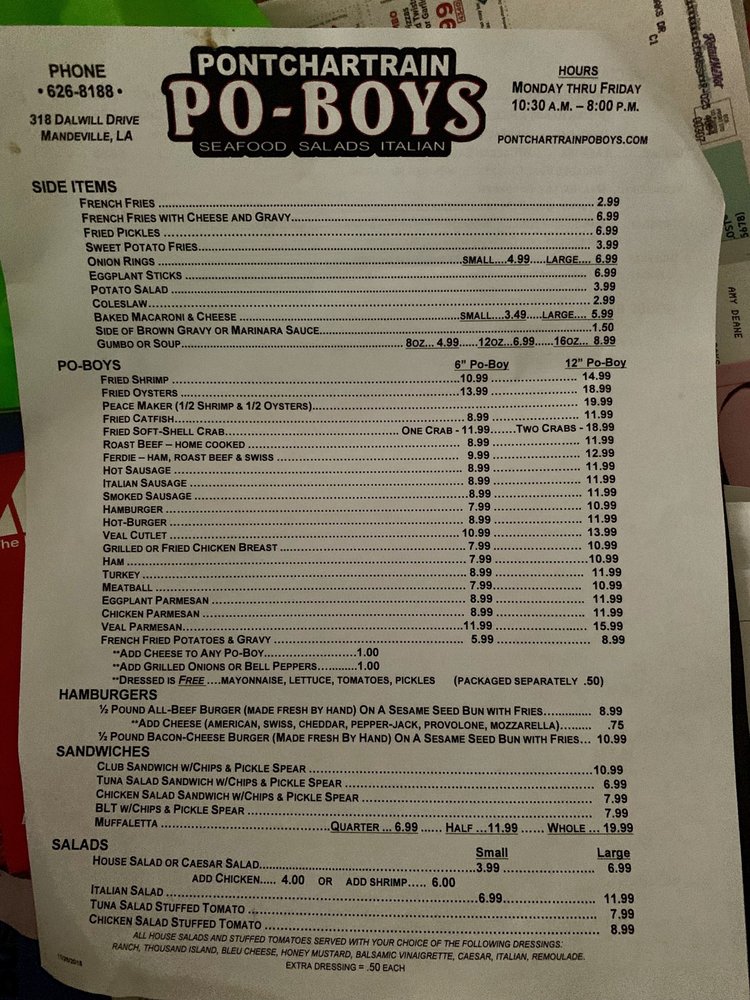 PHONE
• 626-8188 •
318 DALWILL DRIVE
MANDEVILLE, LA
PONTCHARTRAIN
PO-BOYS
SEAFOOD SALADS ITALIAN
HOURS
MONDAY THRU FRIDAY
10:30 A.M. – 8:00 P.M.
PONTCHARTRAINPOBOYS.COM
SIDE ITEMS
FRENCH FRIES 2.99
FRENCH FRIES WITH CHEESE AND GRAVY 6.99
FRIED PICKLES 6.99
SWEET POTATO FRIES 3.99
ONION RINGS SMALL....4.99 LARGE.... 6.99
EGGPLANT STICKS 6.99
POTATO SALAD 3.99
COLESLAW 2.99
BAKED MACARONI & CHEESE SMALL....3.49 LARGE.... 5.99
SIDE OF BROWN GRAVY OR MARINARA SAUCE 1.50
GUMBO OR SOUP 8OZ... 4.99 12OZ...6.99 16OZ... 8.99
PO-BOYS 6" Po-Boy 12" Po-Boy
FRIED SHRIMP 10.99 14.99
FRIED OYSTERS 13.99 18.99
PEACE MAKER (1/2 SHRIMP & 1/2 OYSTERS) 19.99
FRIED CATFISH 8.99 11.99
FRIED SOFT-SHELL CRAB ONE CRAB - 11.99 TWO CRABS - 18.99
ROAST BEEF – HOME COOKED 8.99 11.99
FERDIE – HAM, ROAST BEEF & SWISS 9.99 12.99
HOT SAUSAGE 8.99 11.99
ITALIAN SAUSAGE 8.99 11.99
SMOKED SAUSAGE 8.99 11.99
HAMBURGER 7.99 10.99
HOT-BURGER 8.99 11.99
VEAL CUTLET 10.99 13.99
GRILLED OR FRIED CHICKEN BREAST 7.99 10.99
HAM 7.99 10.99
TURKEY 8.99 11.99
MEATBALL 7.99 10.99
EGGPLANT PARMESAN 8.99 11.99
CHICKEN PARMESAN 8.99 11.99
VEAL PARMESAN 11.99 15.99
FRENCH FRIED POTATOES & GRAVY 5.99 8.99
**ADD CHEESE TO ANY PO-BOY 1.00
**ADD GRILLED ONIONS OR BELL PEPPERS 1.00
**DRESSED IS FREE ....MAYONNAISE, LETTUCE, TOMATOES, PICKLES (PACKAGED SEPARATELY .50)
HAMBURGERS
½ POUND ALL-BEEF BURGER (MADE FRESH BY HAND) ON A SESAME SEED BUN WITH FRIES 8.99
**ADD CHEESE (AMERICAN, SWISS, CHEDDAR, PEPPER-JACK, PROVOLONE, MOZZARELLA) .75
½ POUND BACON-CHEESE BURGER (MADE FRESH BY HAND) ON A SESAME SEED BUN WITH FRIES... 10.99
SANDWICHES
CLUB SANDWICH W/CHIPS & PICKLE SPEAR 10.99
TUNA SALAD SANDWICH W/CHIPS & PICKLE SPEAR 6.99
CHICKEN SALAD SANDWICH W/CHIPS & PICKLE SPEAR 7.99
BLT W/CHIPS & PICKLE SPEAR 7.99
MUFFALETTA QUARTER ... 6.99 HALF ...11.99 WHOLE ... 19.99
SALADS Small Large
HOUSE SALAD OR CAESAR SALAD 3.99 6.99
ADD CHICKEN..... 4.00 OR ADD SHRIMP..... 6.00
ITALIAN SALAD 6.99 11.99
TUNA SALAD STUFFED TOMATO 7.99
CHICKEN SALAD STUFFED TOMATO 8.99
ALL HOUSE SALADS AND STUFFED TOMATOES SERVED WITH YOUR CHOICE OF THE FOLLOWING DRESSINGS:
RANCH, THOUSAND ISLAND, BLEU CHEESE, HONEY MUSTARD, BALSAMIC VINAIGRETTE, CAESAR, ITALIAN, REMOULADE.
EXTRA DRESSING = .50 EACH
AMY DEANE
The